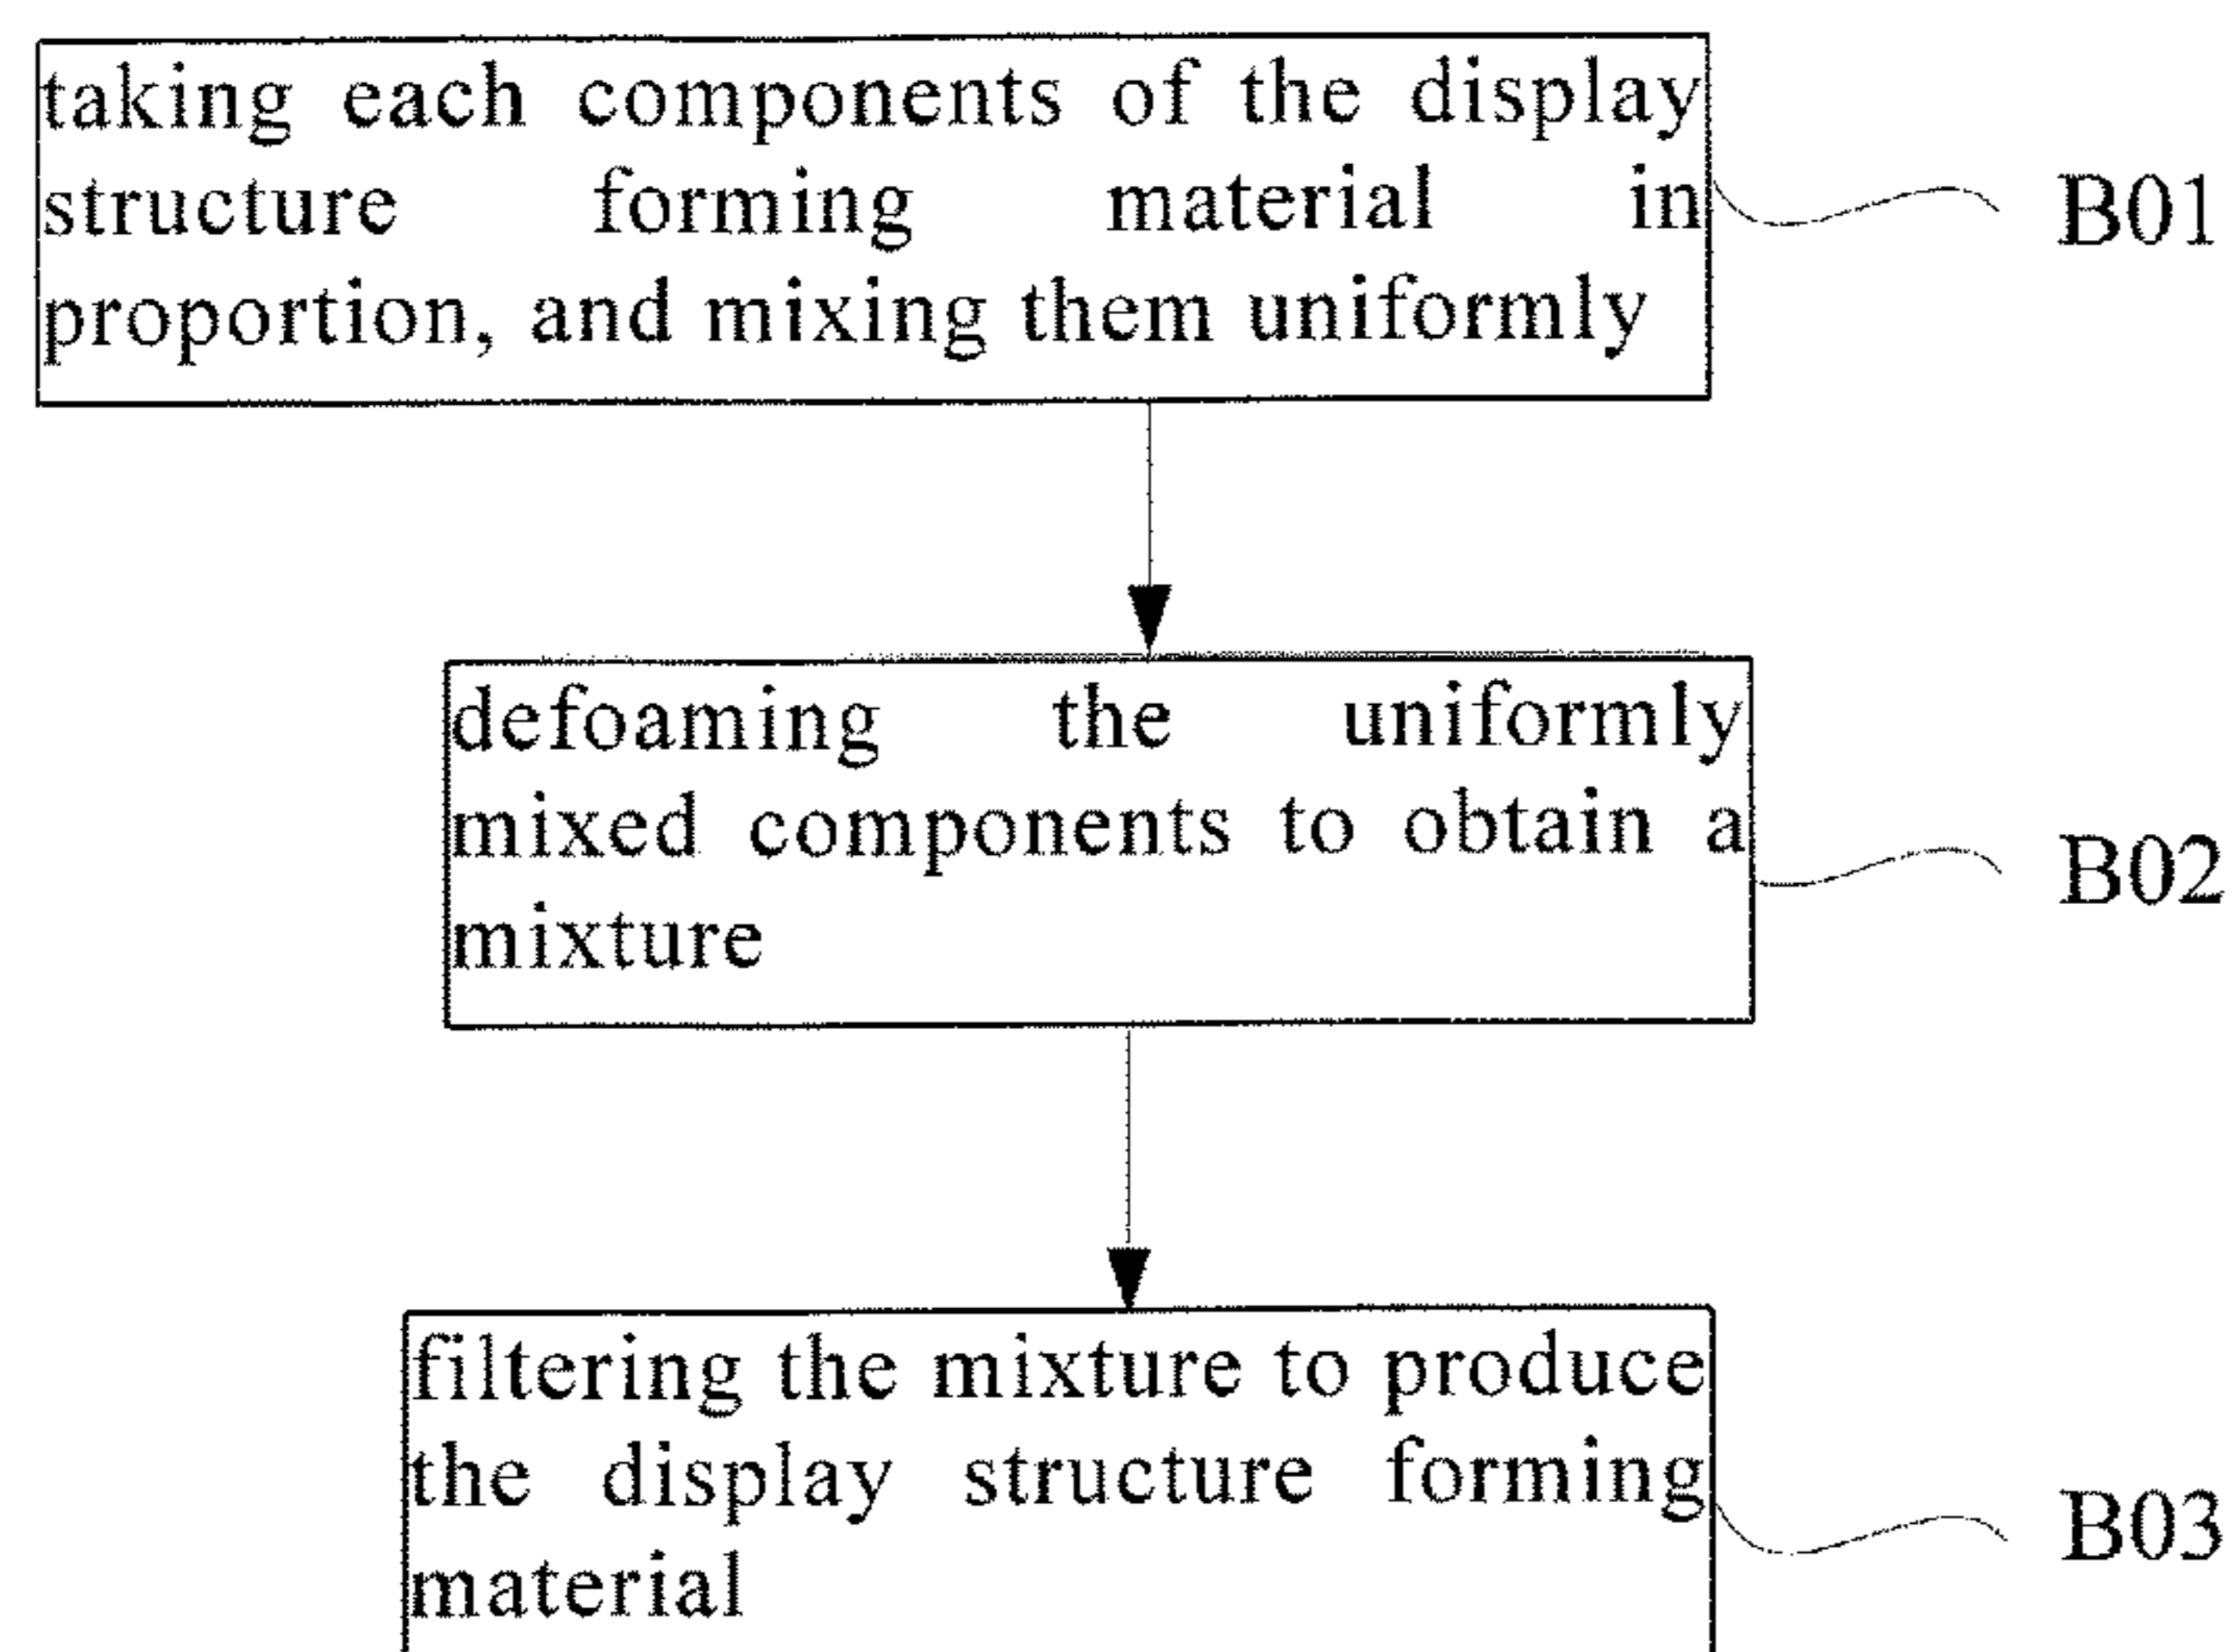 taking each components of the display
structure forming material in
proportion, and mixing them uniformly
B01
defoaming the uniformly
mixed components to obtain a
mixture
B02
filtering the mixture to produce
the display structure forming
material
B03